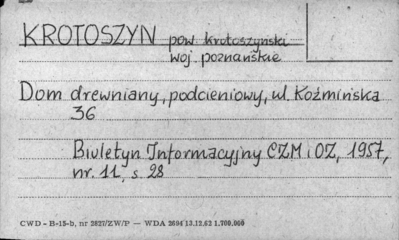 KROTOSZYN pow. krotoszyński
woj. poznańskie
Dom drewniany, podcieniowy, ul. Koźmińska
36
Biuletyn Informacyjny CZM i OZ, 1957,
nr. 11, s 28
CWD - B-15-b, nr 2827/ZW/P — WDA 2694 13.12.62 1.700.000